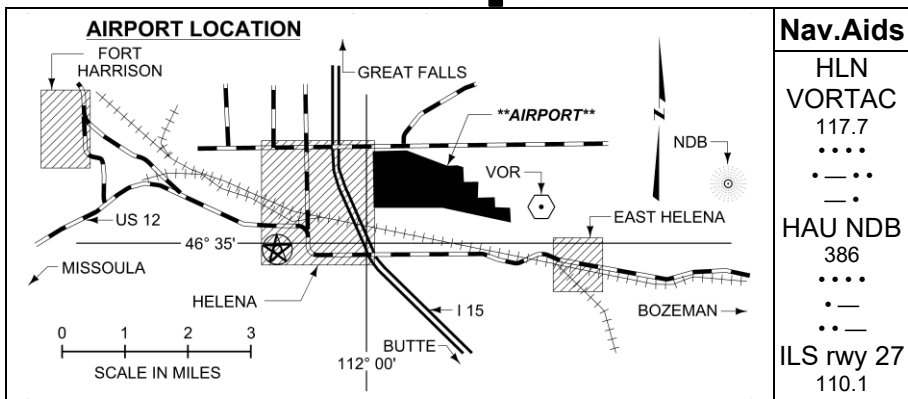 AIRPORT LOCATION
FORT
HARRISON
GREAT FALLS
**AIRPORT**
N
NDB
VOR
US 12
EAST HELENA
46° 35'
MISSOULA
HELENA
I 15
BOZEMAN
0 1 2 3
SCALE IN MILES
BUTTE
112° 00'
Nav.Aids
HLN
VORTAC
117.7
• • • •
• — • •
— •
HAU NDB
386
• • • •
• —
• • —
ILS rwy 27
110.1